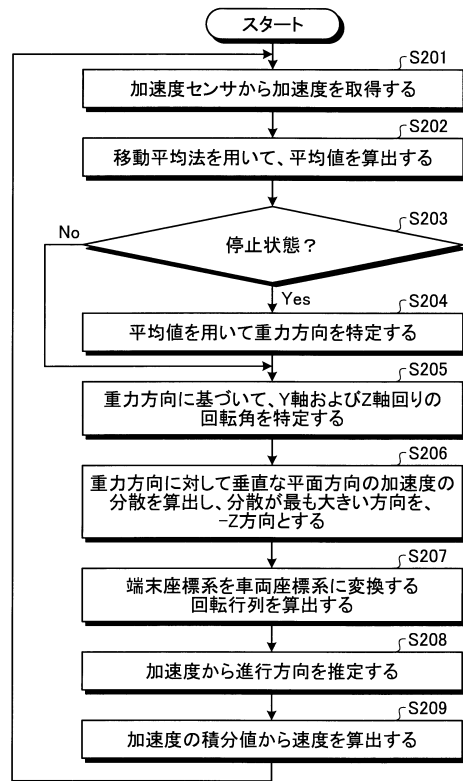 スタート
S201
加速度センサから加速度を取得する
S202
移動平均法を用いて、平均値を算出する
S203
No
停止状態？
Yes
S204
平均値を用いて重力方向を特定する
S205
重力方向に基づいて、Y軸およびZ軸回りの
回転角を特定する
S206
重力方向に対して垂直な平面方向の加速度の
分散を算出し、分散が最も大きい方向を、
-Z方向とする
S207
端末座標系を車両座標系に変換する
回転行列を算出する
S208
加速度から進行方向を推定する
S209
加速度の積分値から速度を算出する